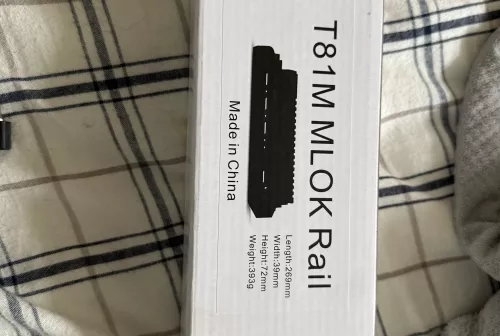 T81M MLOK Rail
Length:269mm
Width:39mm
Height:72mm
Weight:393g
Made in China